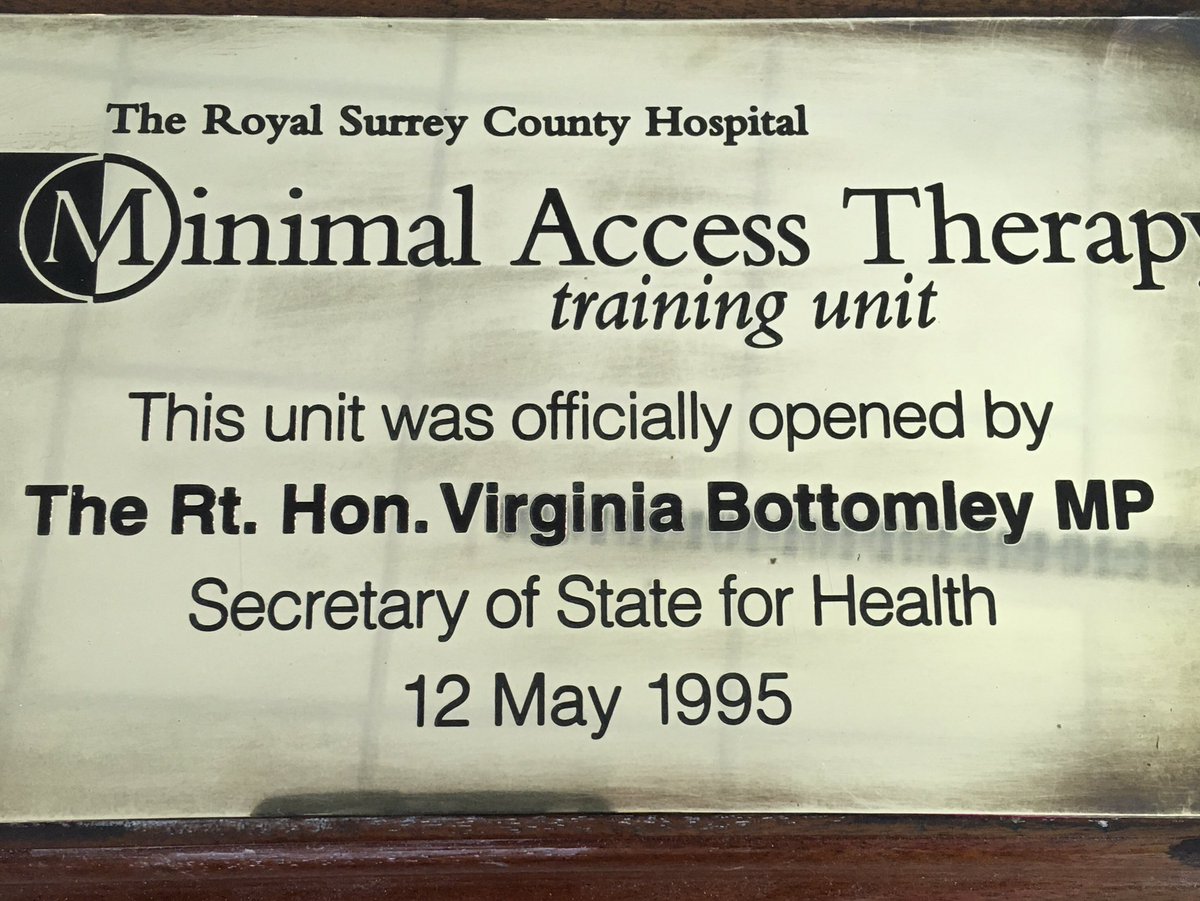 The Royal Surrey County Hospital
Minimal Access Therapy
training unit
This unit was officially opened by
The Rt. Hon. Virginia Bottomley MP
Secretary of State for Health
12 May 1995